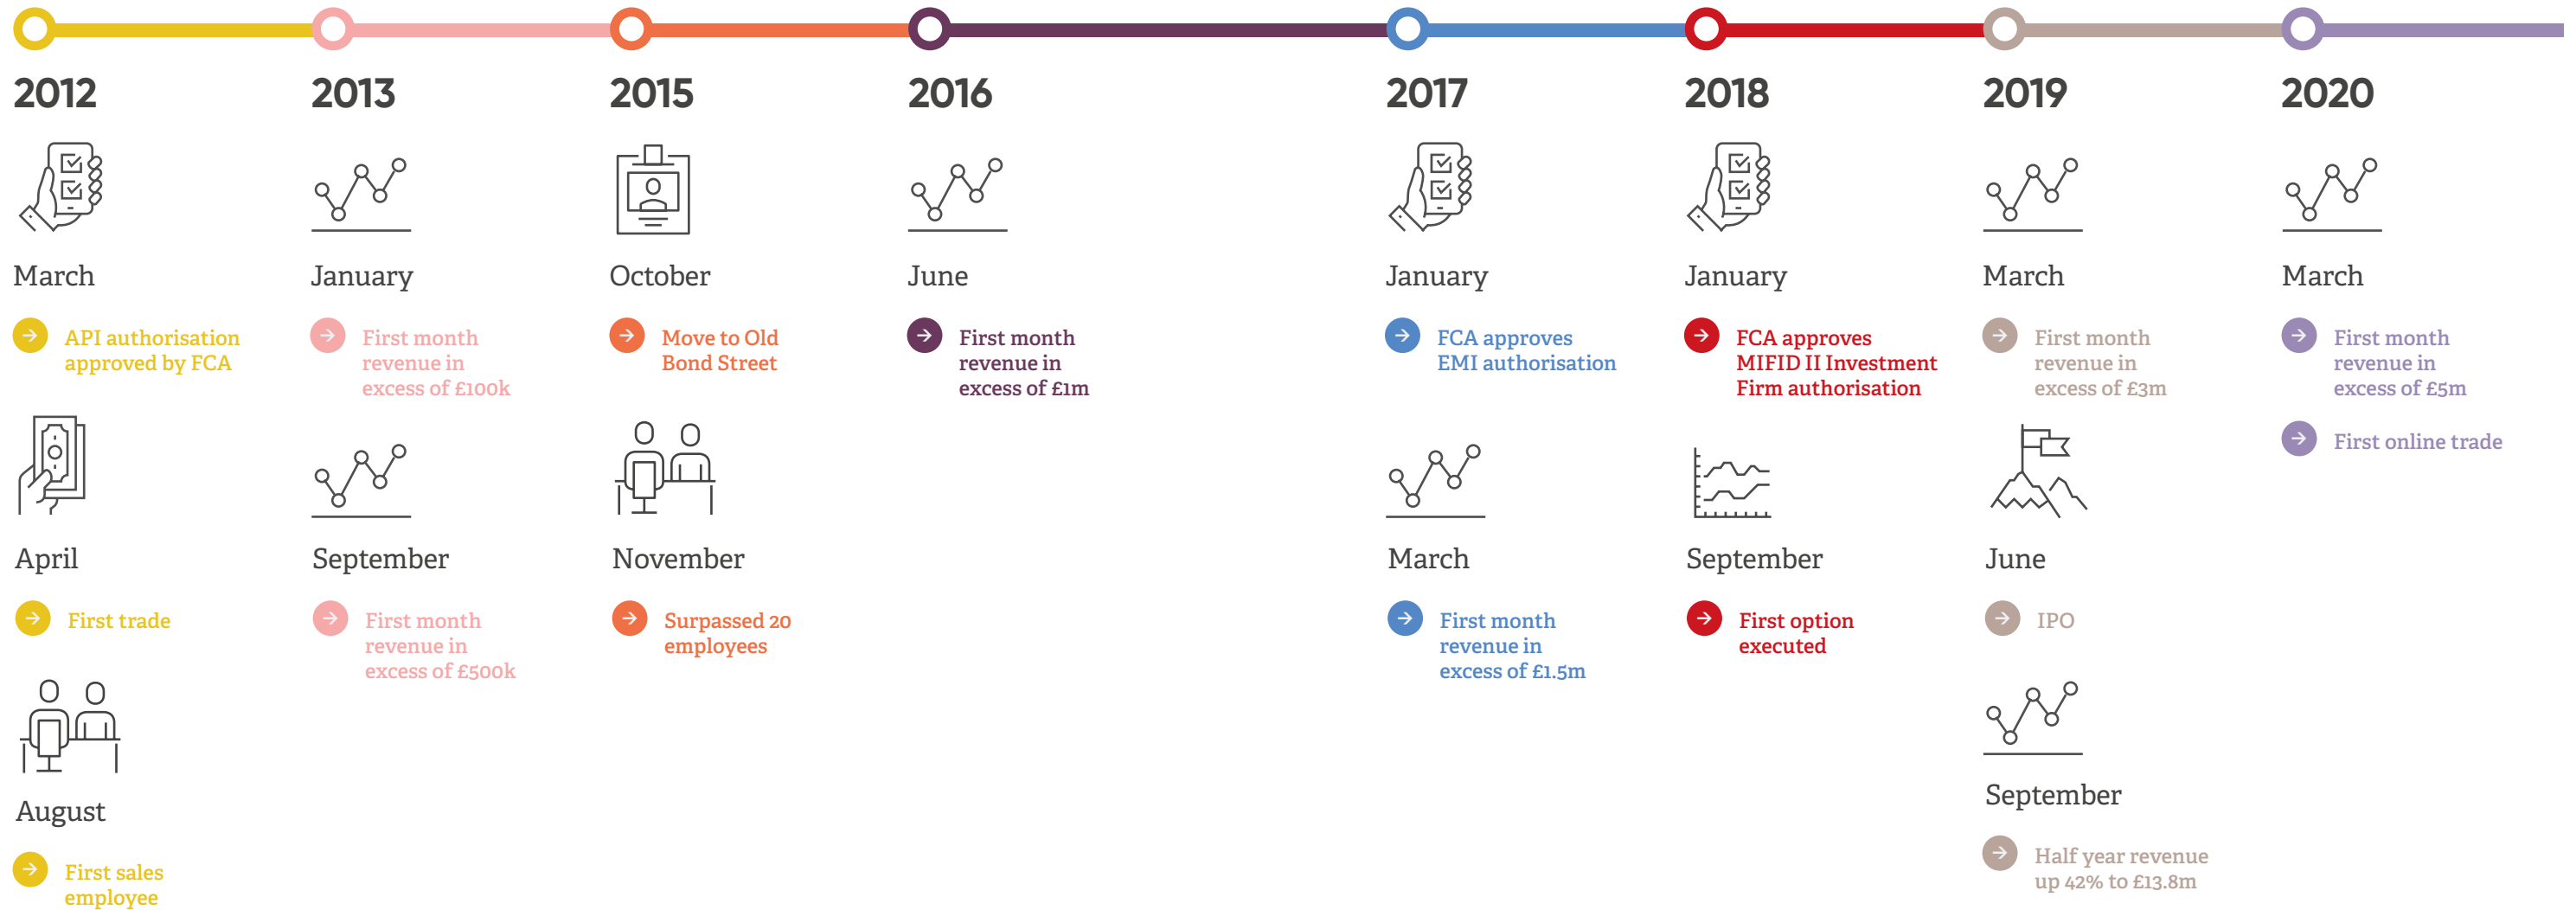 2012
March
API authorisation
approved by FCA
April
First trade
August
First sales
employee
2013
January
First month
revenue in
excess of £100k
September
First month
revenue in
excess of £500k
2015
October
Move to Old
Bond Street
November
Surpassed 20
employees
2016
June
First month
revenue in
excess of £1m
2017
January
FCA approves
EMI authorisation
March
First month
revenue in
excess of £1.5m
2018
January
FCA approves
MIFID II Investment
Firm authorisation
September
First option
executed
2019
March
First month
revenue in
excess of £3m
June
IPO
September
Half year revenue
up 42% to £13.8m
2020
March
First month
revenue in
excess of £5m
First online trade